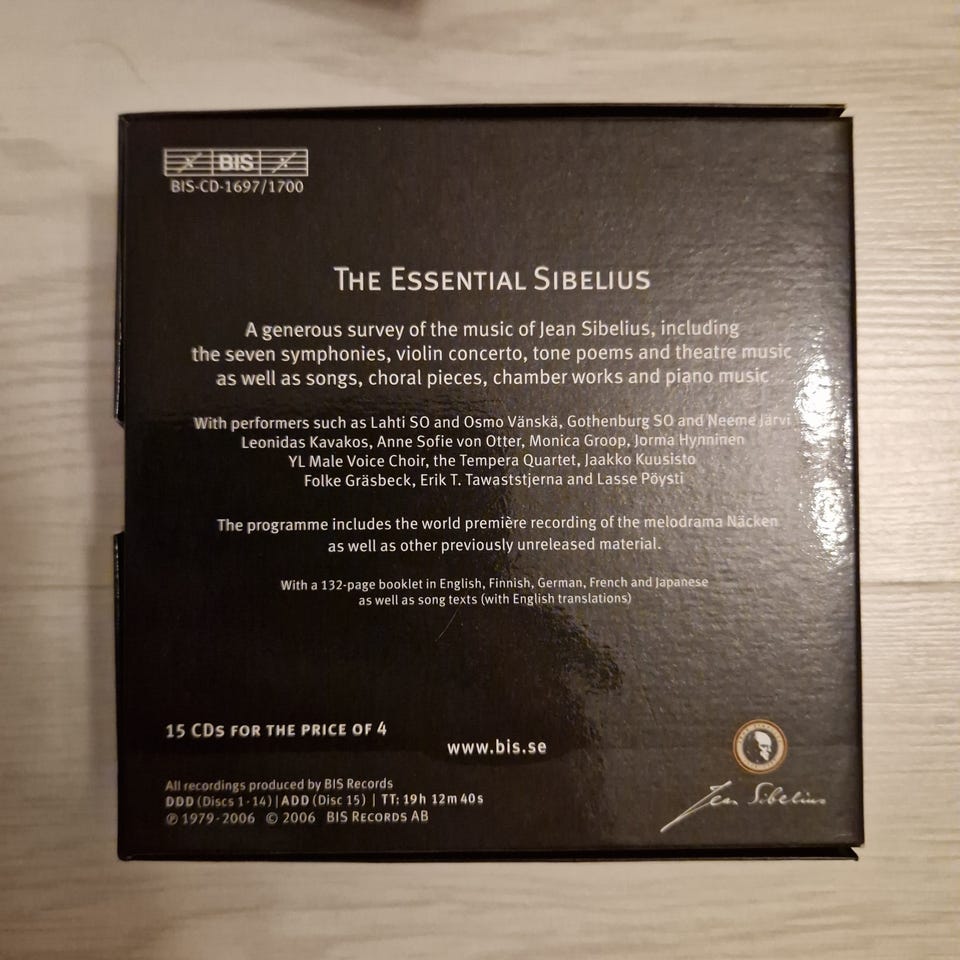 BIS
BIS-CD-1697/1700
THE ESSENTIAL SIBELIUS
A generous survey of the music of Jean Sibelius, including
the seven symphonies, violin concerto, tone poems and theatre music
as well as songs, choral pieces, chamber works and piano music
With performers such as Lahti SO and Osmo Vänskä, Gothenburg SO and Neeme Järvi
Leonidas Kavakos, Anne Sofie von Otter, Monica Groop, Jorma Hynninen
YL Male Voice Choir, the Tempera Quartet, Jaakko Kuusisto
Folke Gräsbeck, Erik T. Tawaststjerna and Lasse Pöysti
The programme includes the world première recording of the melodrama Näcken
as well as other previously unreleased material.
With a 132-page booklet in English, Finnish, German, French and Japanese
as well as song texts (with English translations)
15 CDS FOR THE PRICE OF 4
www.bis.se
All recordings produced by BIS Records
DDD (Discs 1-14) | ADD (Disc 15) | TT: 19h 12m 40s
℗ 1979-2006 © 2006 BIS RECORDS AB
Jean Sibelius